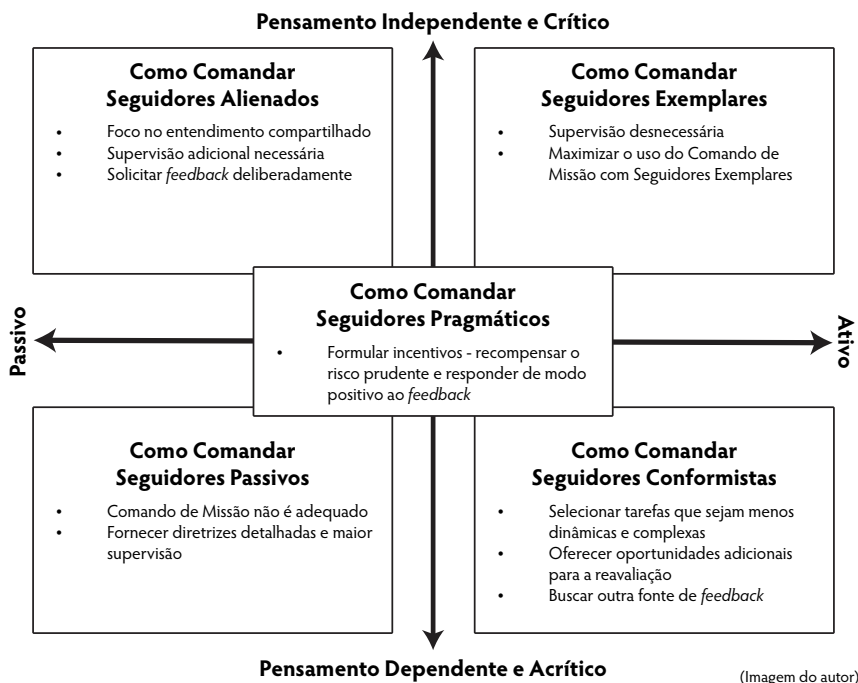 Pensamento Independente e Crítico
Como Comandar
Seguidores Alienados
• Foco no entendimento compartilhado
• Supervisão adicional necessária
• Solicitar feedback deliberadamente
Como Comandar
Seguidores Exemplares
• Supervisão desnecessária
• Maximizar o uso do Comando de
Missão com Seguidores Exemplares
Passivo
Como Comandar
Seguidores Pragmáticos
• Formular incentivos - recompensar o
risco prudente e responder de modo
positivo ao feedback
Ativo
Como Comandar
Seguidores Passivos
• Comando de Missão não é adequado
• Fornecer diretrizes detalhadas e maior
supervisão
Como Comandar
Seguidores Conformistas
• Selecionar tarefas que sejam menos
dinâmicas e complexas
• Oferecer oportunidades adicionais
para a reavaliação
• Buscar outra fonte de feedback
Pensamento Dependente e Acrítico
(Imagem do autor)